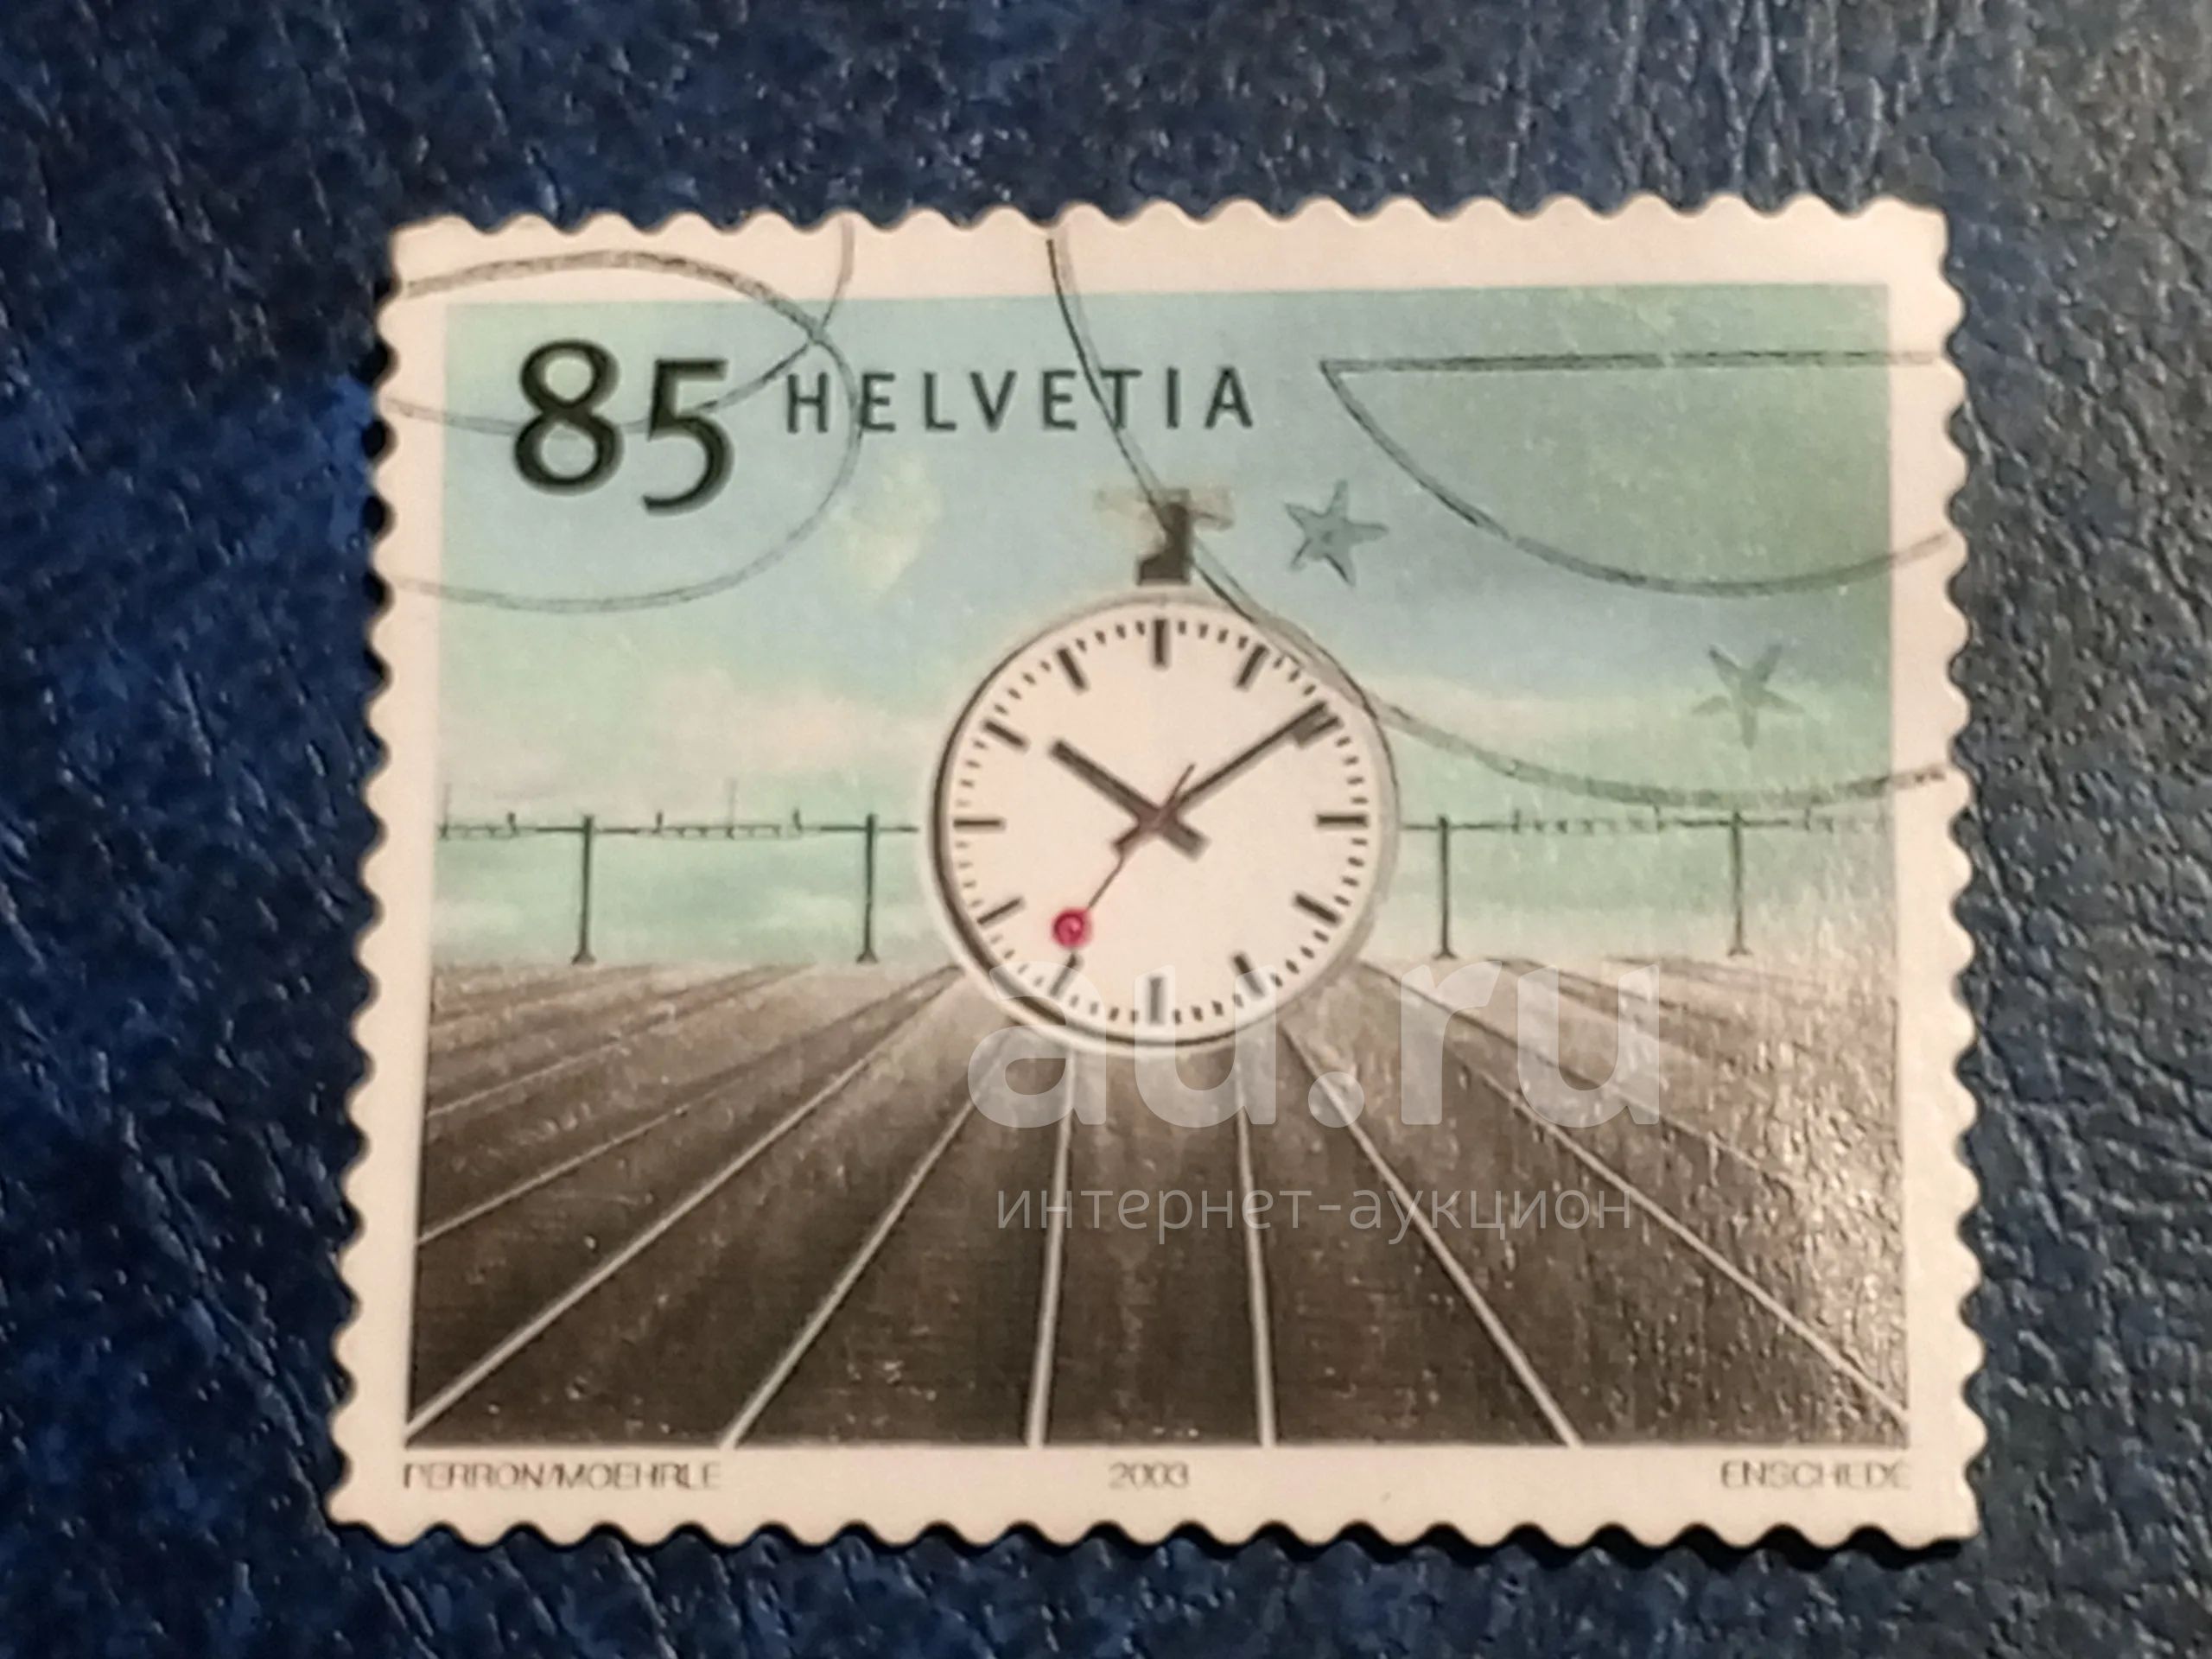 85 HELVETIA
au.ru
интернет-аукцион
PERRON/MOEHRLE 2003 ENSCHEDE